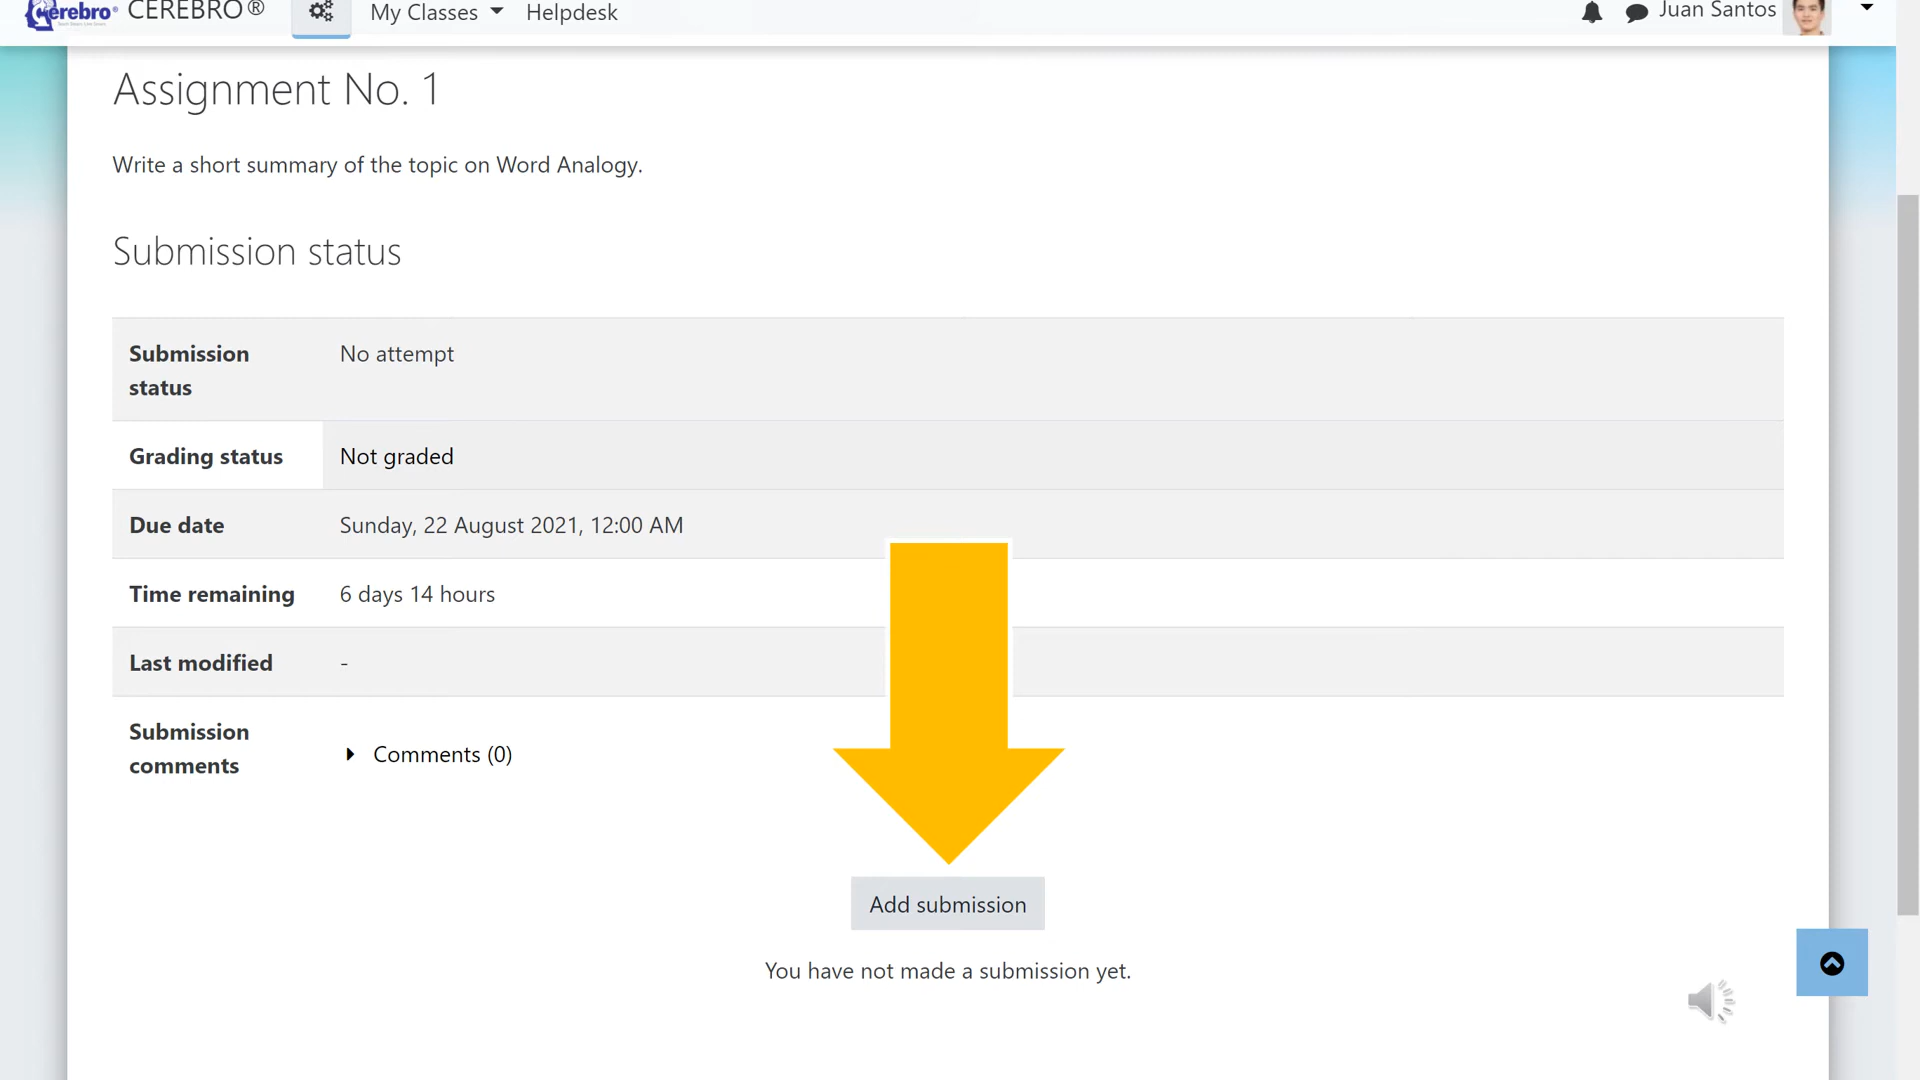 Cerebro® CEREBRO® My Classes Helpdesk Juan Santos
Assignment No. 1
Write a short summary of the topic on Word Analogy.
Submission status
Submission status No attempt
Grading status Not graded
Due date Sunday, 22 August 2021, 12:00 AM
Time remaining 6 days 14 hours
Last modified -
Submission comments Comments (0)
Add submission
You have not made a submission yet.